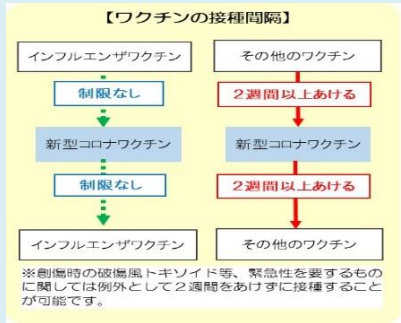 【ワクチンの接種間隔】
インフルエンザワクチン
その他のワクチン
制限なし
2週間以上あける
新型コロナワクチン
新型コロナワクチン
制限なし
2週間以上あける
インフルエンザワクチン
その他のワクチン
※創傷時の破傷風トキソイド等、緊急性を要するもの
に関しては例外として2週間をあけずに接種すること
が可能です。